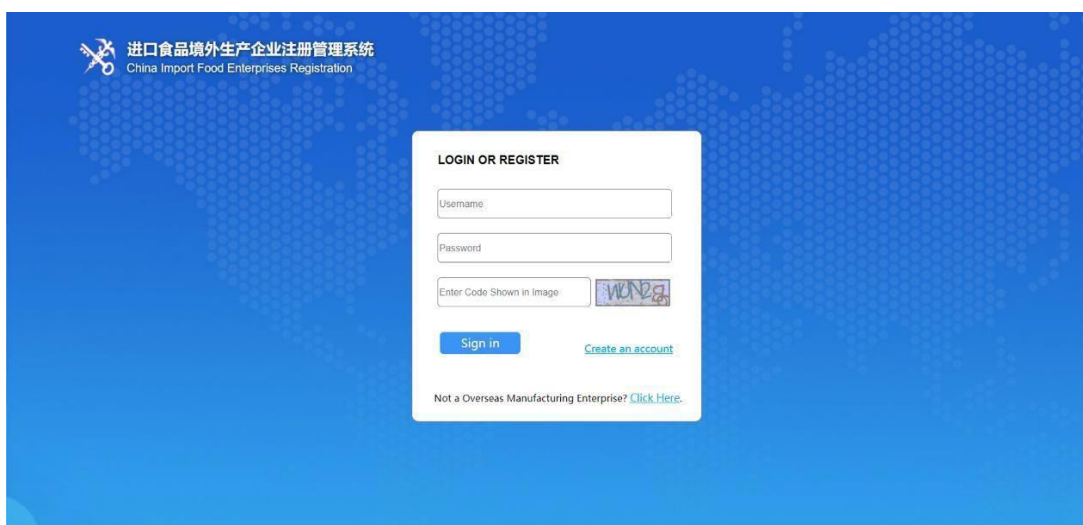 进口食品境外生产企业注册管理系统
China Import Food Enterprises Registration
LOGIN OR REGISTER
Username
Password
Enter Code Shown in Image
Sign in
Create an account
Not a Overseas Manufacturing Enterprise? Click Here.